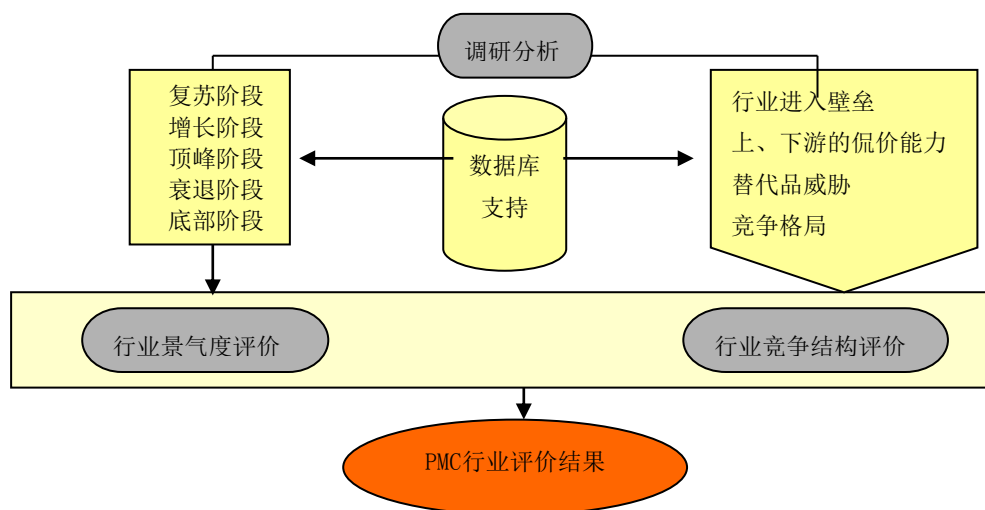 调研分析
复苏阶段
增长阶段
顶峰阶段
衰退阶段
底部阶段
数据库
支持
行业进入壁垒
上、下游的侃价能力
替代品威胁
竞争格局
行业景气度评价
行业竞争结构评价
PMC行业评价结果